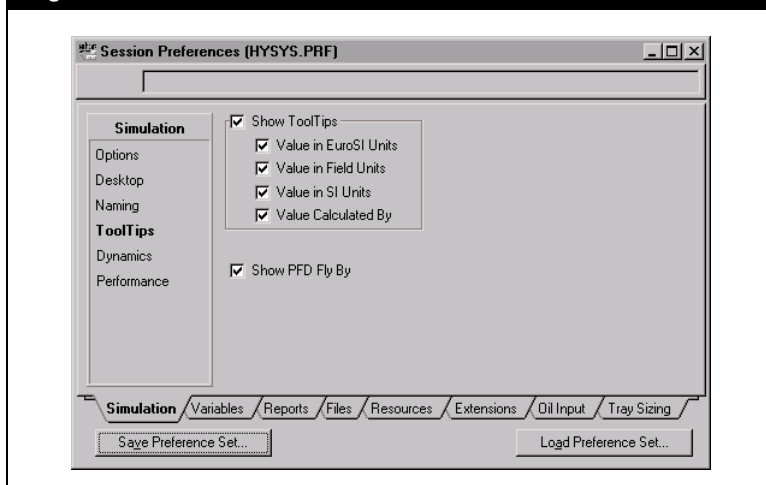 Session Preferences (HYSYS.PRF)
Simulation
Options
Desktop
Naming
ToolTips
Dynamics
Performance
Show ToolTips
Value in EuroSI Units
Value in Field Units
Value in SI Units
Value Calculated By
Show PFD Fly By
Simulation Variables Reports Files Resources Extensions Oil Input Tray Sizing
Save Preference Set... Load Preference Set...